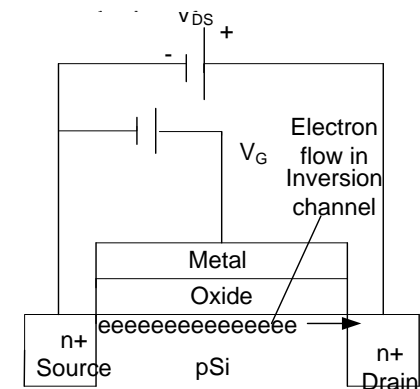 VDS
- +
VG
Electron
flow in
Inversion
channel
Metal
Oxide
eeeeeeeeeeeeeee
n+
Source
pSi
n+
Drain